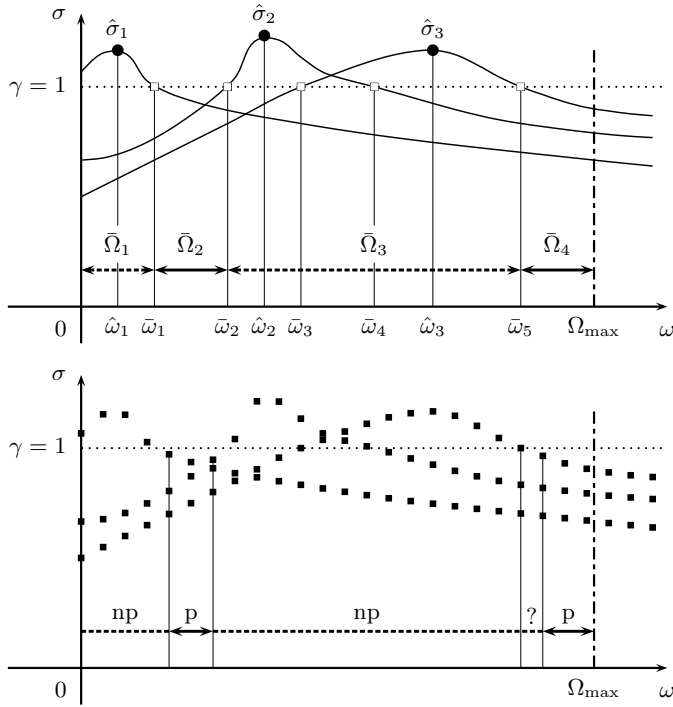 σ
σ̂₁
σ̂₂
σ̂₃
γ = 1
Ω̄₁
Ω̄₂
Ω̄₃
Ω̄₄
0
ω̂₁
ω̄₁
ω̄₂
ω̂₂
ω̄₃
ω̄₄
ω̂₃
ω̄₅
Ωmax
ω
σ
γ = 1
np
p
np
?
p
0
Ωmax
ω